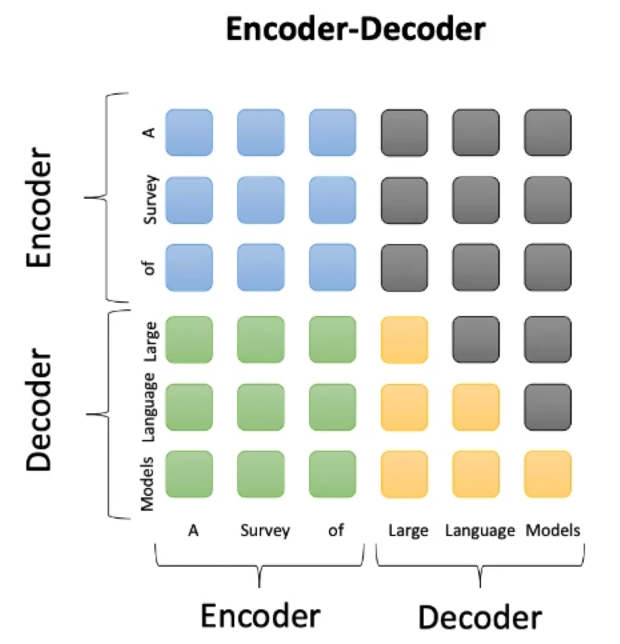 Encoder-Decoder
Encoder
A
Survey
of
Decoder
Large
Language
Models
A Survey of Large Language Models
Encoder Decoder